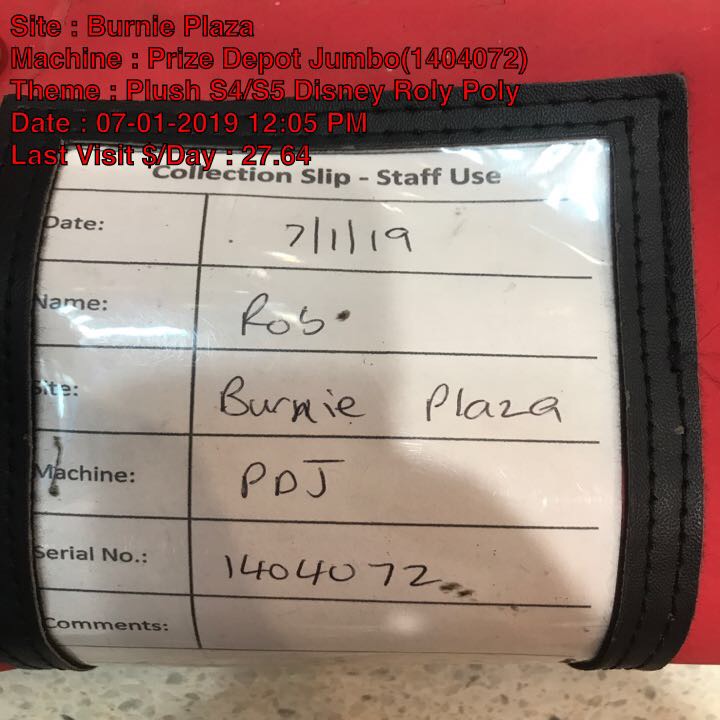 Site : Burnie Plaza
Machine : Prize Depot Jumbo(1404072)
Theme : Plush S4/S5 Disney Roly Poly
Date : 07-01-2019 12:05 PM
Last Visit $/Day : 27.64
Collection Slip - Staff Use
Date: 7/1/19
Name: Rob
Site: Burnie Plaza
Machine: PDJ
Serial No.: 1404072
Comments: